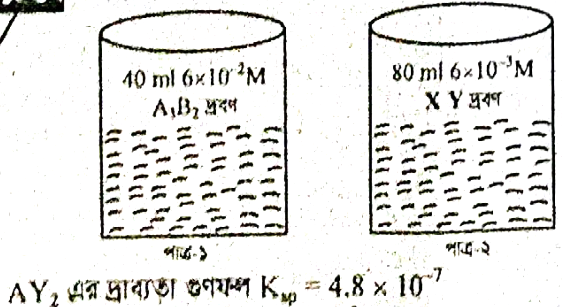 40 ml 6×10⁻²M
A₃B₂ দ্রবণ
80 ml 6×10⁻³M
X Y দ্রবণ
পাত্র-১
পাত্র-২
AY₂ এর দ্রাব্যতা গুণফল Kₛₚ = 4.8 × 10⁻⁷